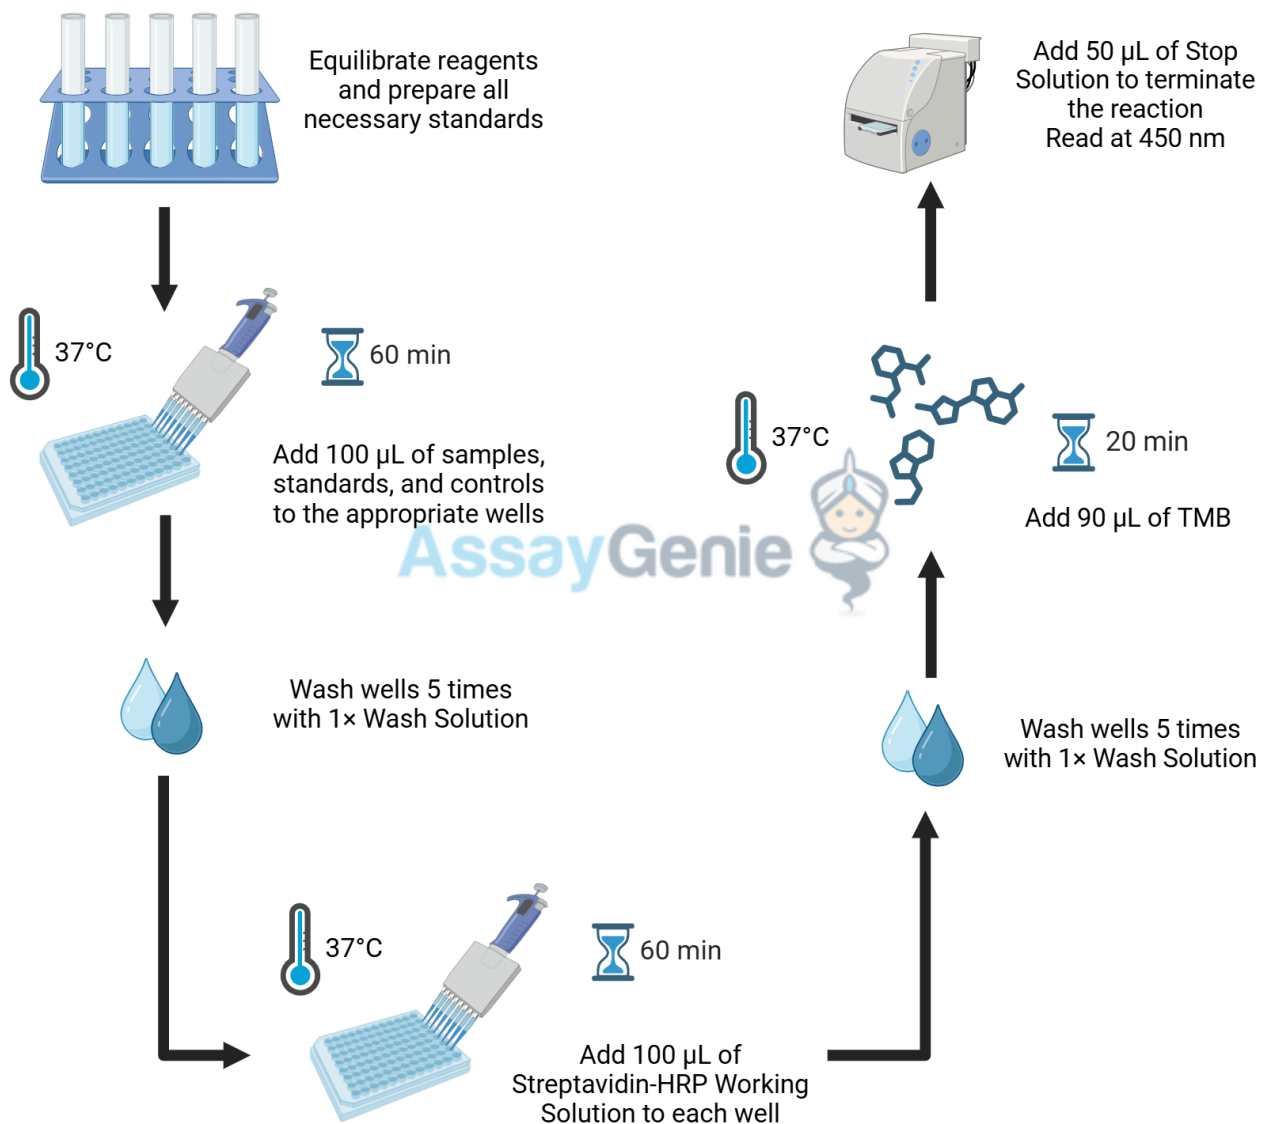 Equilibrate reagents
and prepare all
necessary standards
37°C
60 min
Add 100 µL of samples,
standards, and controls
to the appropriate wells
Wash wells 5 times
with 1× Wash Solution
37°C
60 min
Add 100 µL of
Streptavidin-HRP Working
Solution to each well
Wash wells 5 times
with 1× Wash Solution
37°C
20 min
Add 90 µL of TMB
Add 50 µL of Stop
Solution to terminate
the reaction
Read at 450 nm
AssayGenie